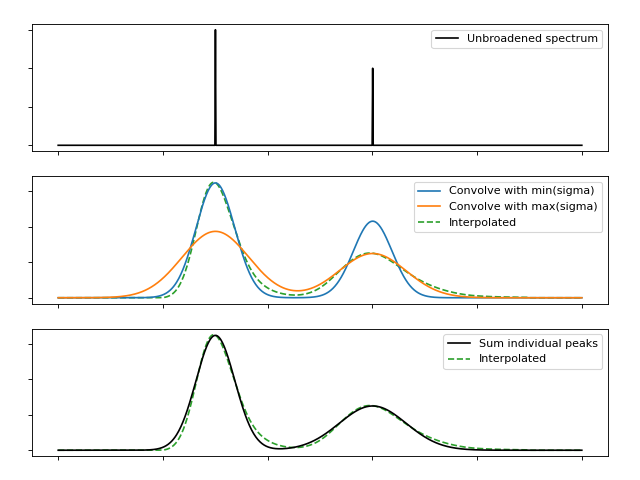 Unbroadened spectrum
Convolve with min(sigma)
Convolve with max(sigma)
Interpolated
Sum individual peaks
Interpolated